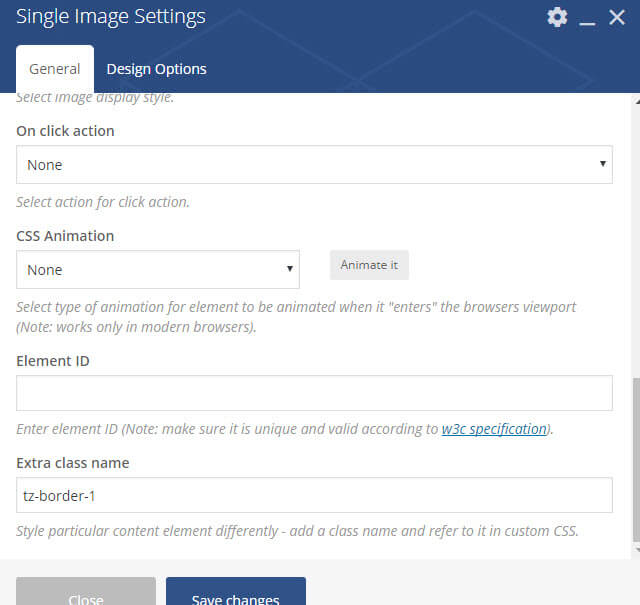 Single Image Settings
General
Design Options
Select image display style.
On click action
None
Select action for click action.
CSS Animation
None
Animate it
Select type of animation for element to be animated when it "enters" the browsers viewport
(Note: works only in modern browsers).
Element ID
Enter element ID (Note: make sure it is unique and valid according to w3c specification).
Extra class name
tz-border-1
Style particular content element differently - add a class name and refer to it in custom CSS.
Close
Save changes